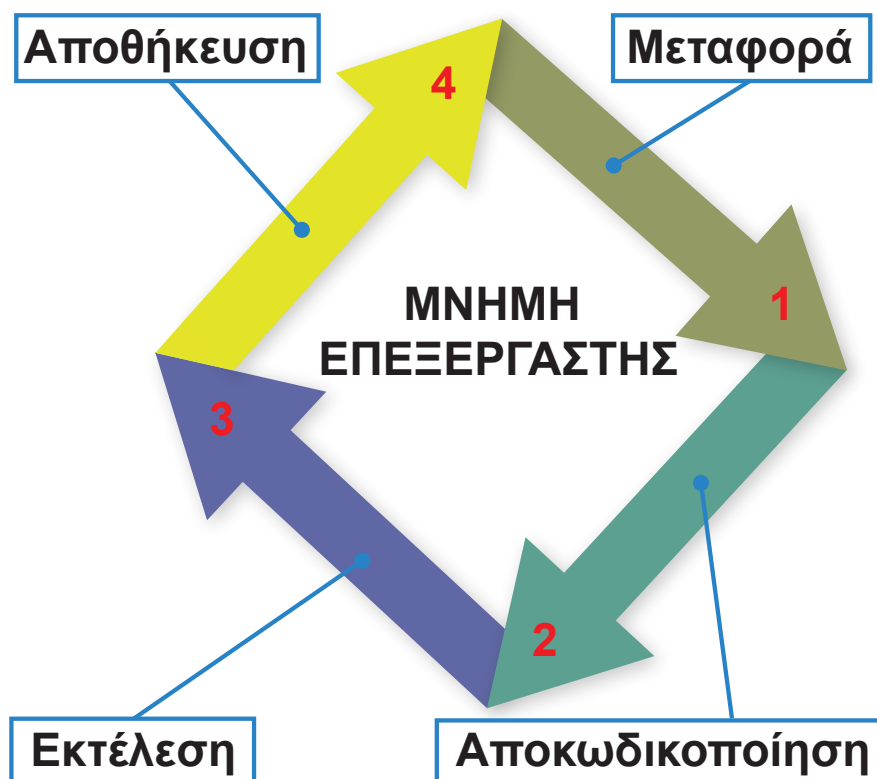 Αποθήκευση
Μεταφορά
4
1
ΜΝΗΜΗ
ΕΠΕΞΕΡΓΑΣΤΗΣ
3
2
Εκτέλεση
Αποκωδικοποίηση